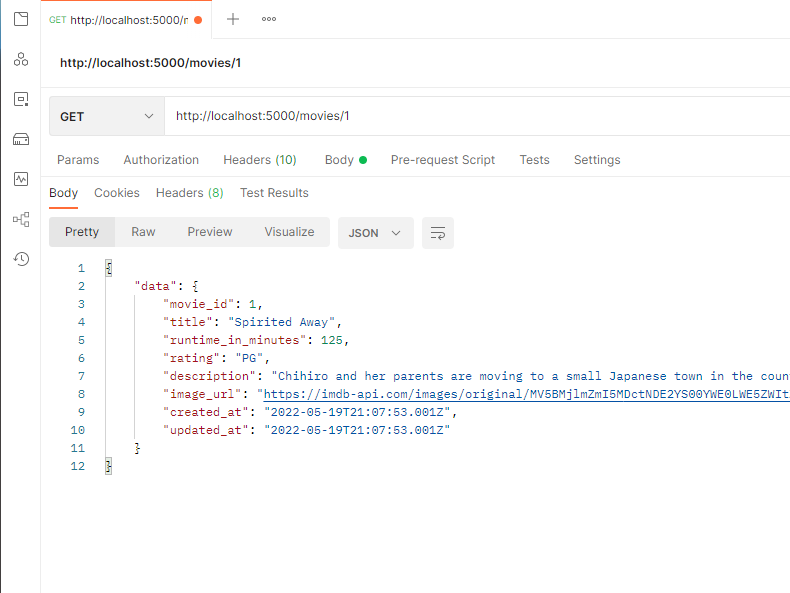 GET http://localhost:5000/n
http://localhost:5000/movies/1
GET http://localhost:5000/movies/1
Params Authorization Headers (10) Body Pre-request Script Tests Settings
Body Cookies Headers (8) Test Results
Pretty Raw Preview Visualize JSON
1 {
2 "data": {
3 "movie_id": 1,
4 "title": "Spirited Away",
5 "runtime_in_minutes": 125,
6 "rating": "PG",
7 "description": "Chihiro and her parents are moving to a small Japanese town in the coun
8 "image_url": "https://imdb-api.com/images/original/MV5BMjlmZmI5MDctNDE2YS00YWE0LWE5ZWIt
9 "created_at": "2022-05-19T21:07:53.001Z",
10 "updated_at": "2022-05-19T21:07:53.001Z"
11 }
12 }